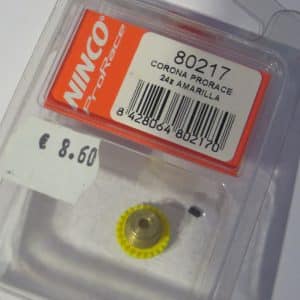 NINCO
ProRace
80217
CORONA PRORACE
24z AMARILLA
8 428064 802170
€ 8.60